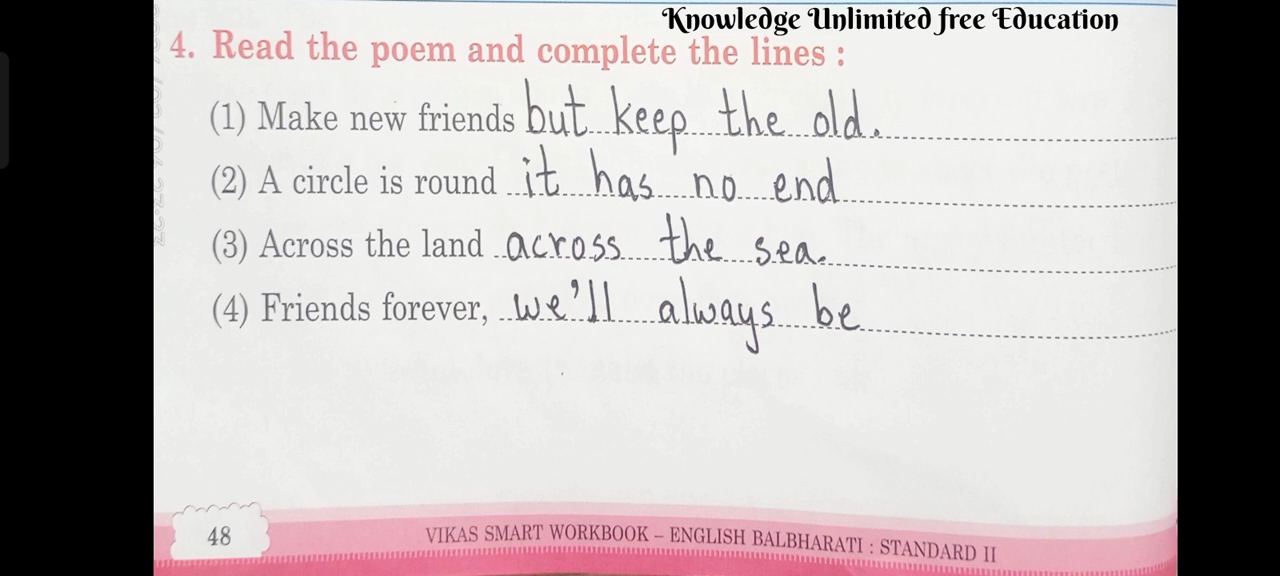 Knowledge Unlimited free Education
4. Read the poem and complete the lines :
(1) Make new friends but keep the old.
(2) A circle is round it has no end
(3) Across the land across the sea.
(4) Friends forever, we'll always be
48
VIKAS SMART WORKBOOK – ENGLISH BALBHARATI : STANDARD II